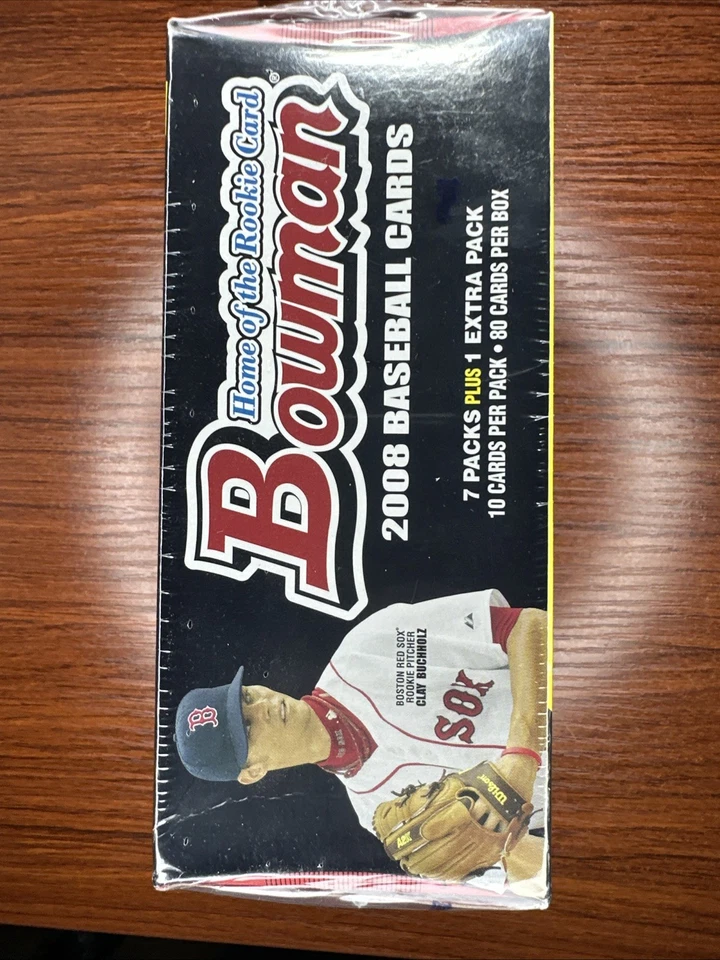 Home of the Rookie Card
Bowman®
2008 BASEBALL CARDS
7 PACKS PLUS 1 EXTRA PACK
10 CARDS PER PACK • 80 CARDS PER BOX
BOSTON RED SOX®
ROOKIE PITCHER
CLAY BUCHHOLZ
B
SOX
Wilson